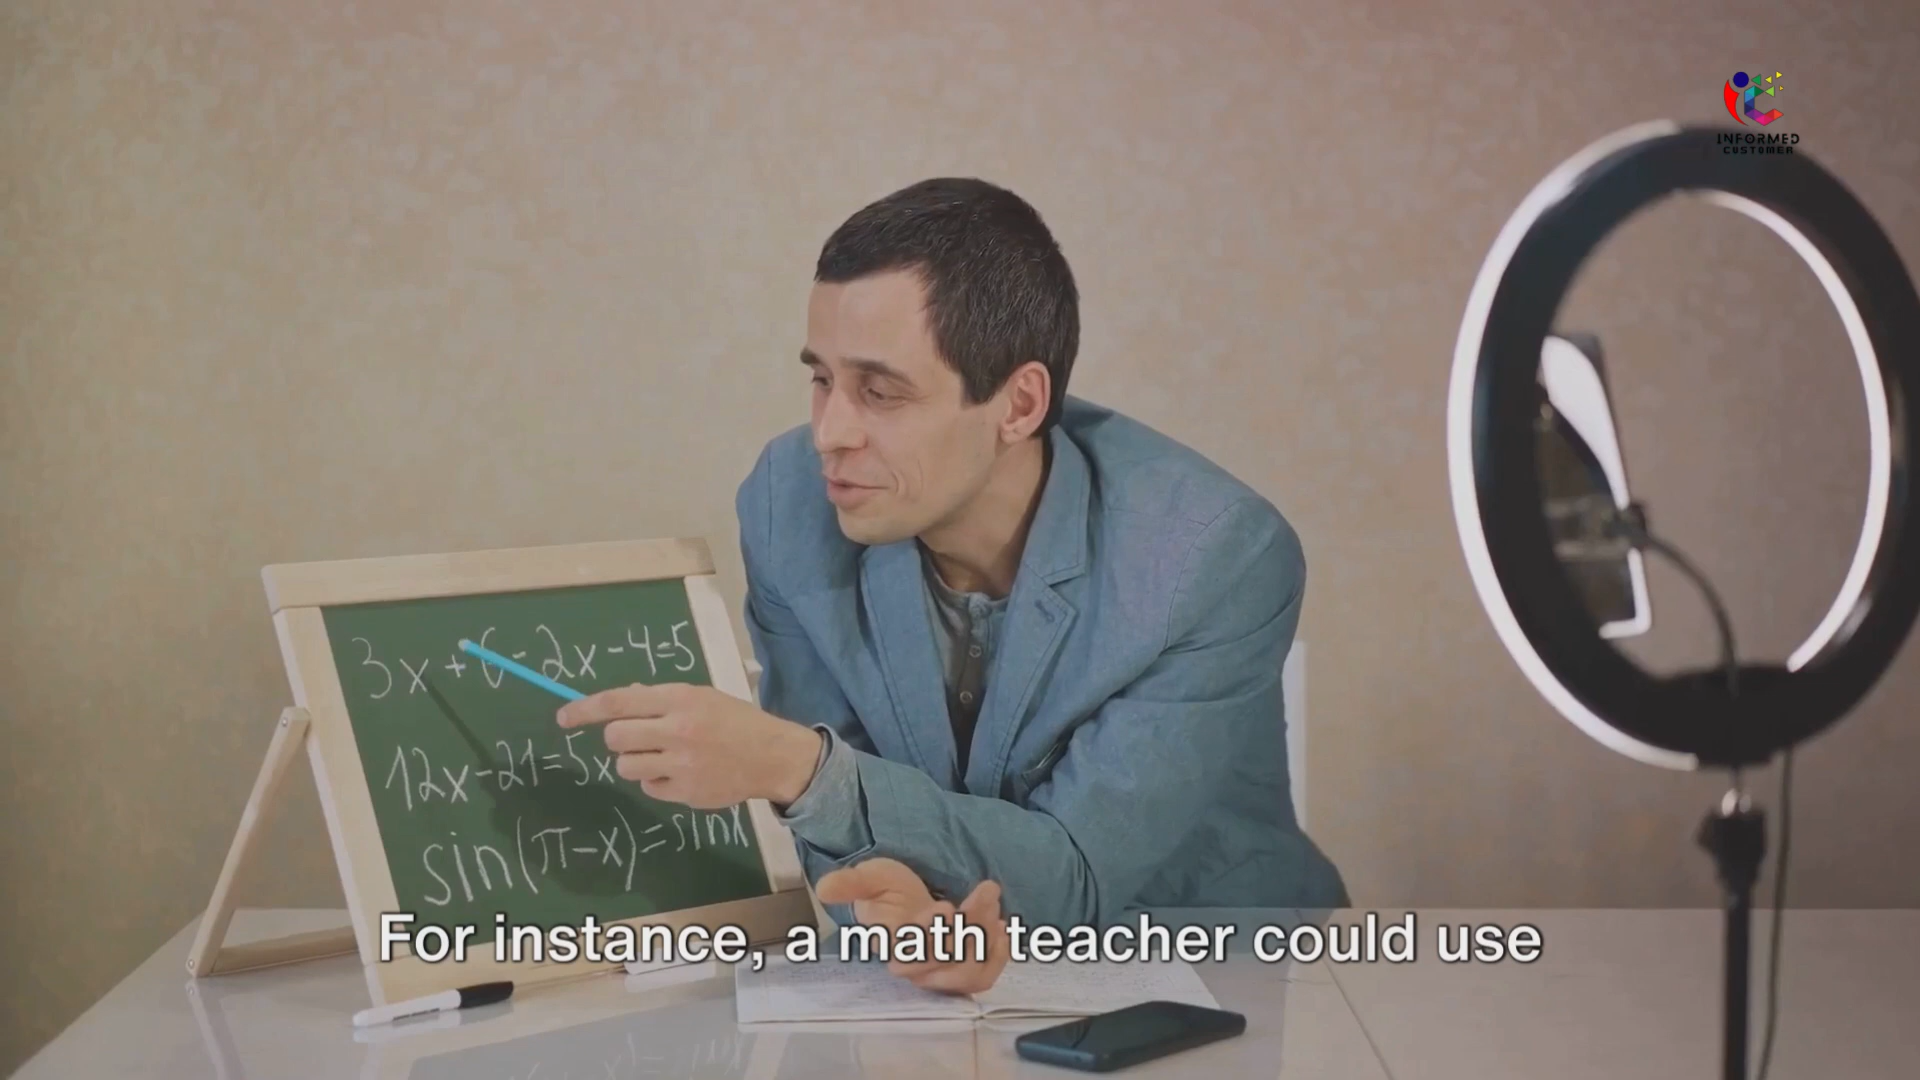 INFORMED
CUSTOMER
3x+6-2x-4=5
12x-21=5x
sin(π-x)=sinx
For instance, a math teacher could use